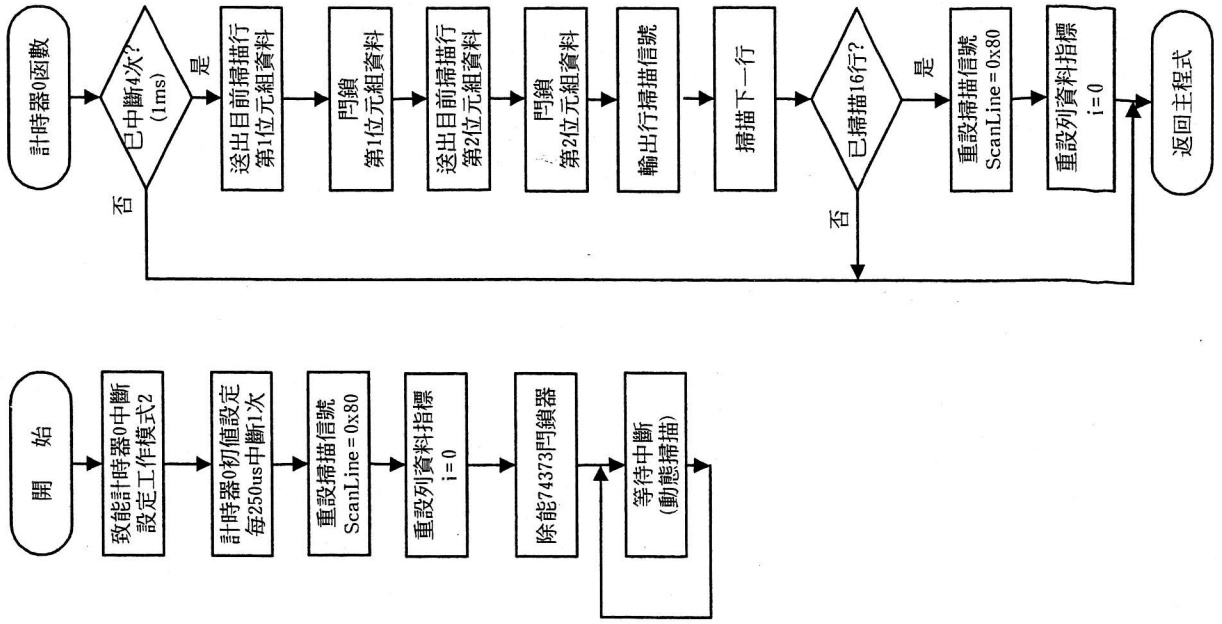 開 始
致能計時器0中斷
設定工作模式2
計時器0初值設定
每250us中斷1次
重設掃描信號
ScanLine = 0x80
重設列資料指標
i=0
除能74373閂鎖器
等待中斷
(動態掃描)
計時器0函數
已中斷4次?
(1ms)
是
否
送出目前掃描行
第1位元組資料
閂鎖
第1位元組資料
送出目前掃描行
第2位元組資料
閂鎖
第2位元組資料
輸出行掃描信號
掃描下一行
已掃描16行?
是
否
重設掃描信號
ScanLine = 0x80
重設列資料指標
i=0
返回主程式